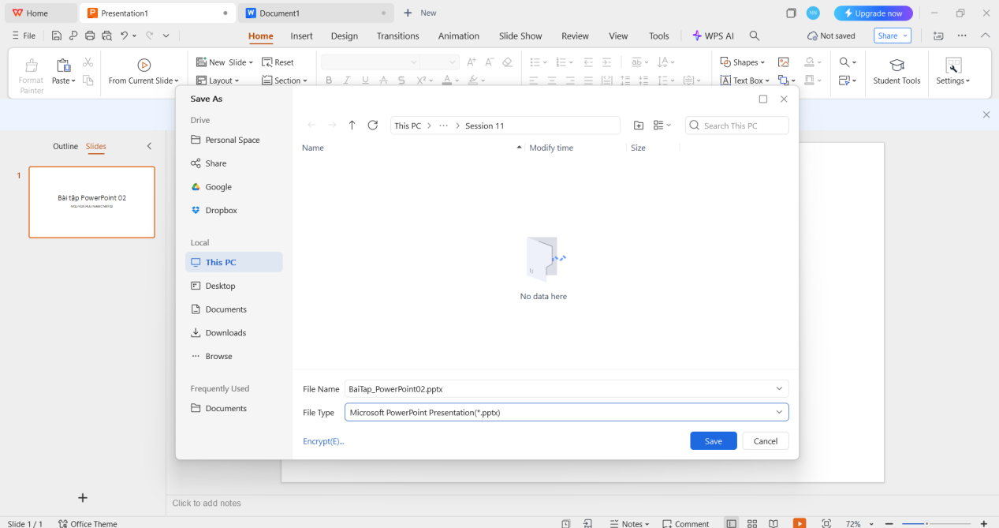 Home
Presentation1
Document1
New
Upgrade now
File
Home
Insert
Design
Transitions
Animation
Slide Show
Review
View
Tools
WPS AI
Not saved
Share
Format Painter
Paste
From Current Slide
New Slide
Layout
Reset
Section
Shapes
Text Box
Student Tools
Settings
Outline
Slides
1
Bài tập PowerPoint 02
Save As
Drive
Personal Space
Share
Google
Dropbox
Local
This PC
Desktop
Documents
Downloads
Browse
Frequently Used
Documents
This PC > ··· > Session 11
Search This PC
Name
Modify time
Size
No data here
File Name
BaiTap_PowerPoint02.pptx
File Type
Microsoft PowerPoint Presentation(*.pptx)
Encrypt(E)...
Save
Cancel
Click to add notes
Slide 1 / 1
Office Theme
Notes
Comment
72%